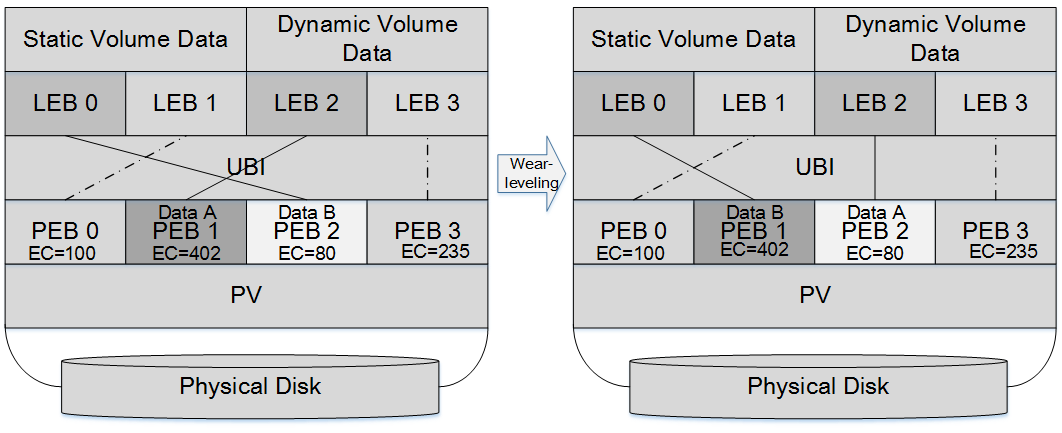 Static Volume Data
Dynamic Volume
Data
LEB 0
LEB 1
LEB 2
LEB 3
UBI
PEB 0
EC=100
Data A
PEB 1
EC=402
Data B
PEB 2
EC=80
PEB 3
EC=235
PV
Physical Disk
Wear-
leveling
Static Volume Data
Dynamic Volume
Data
LEB 0
LEB 1
LEB 2
LEB 3
UBI
PEB 0
EC=100
Data B
PEB 1
EC=402
Data A
PEB 2
EC=80
PEB 3
EC=235
PV
Physical Disk